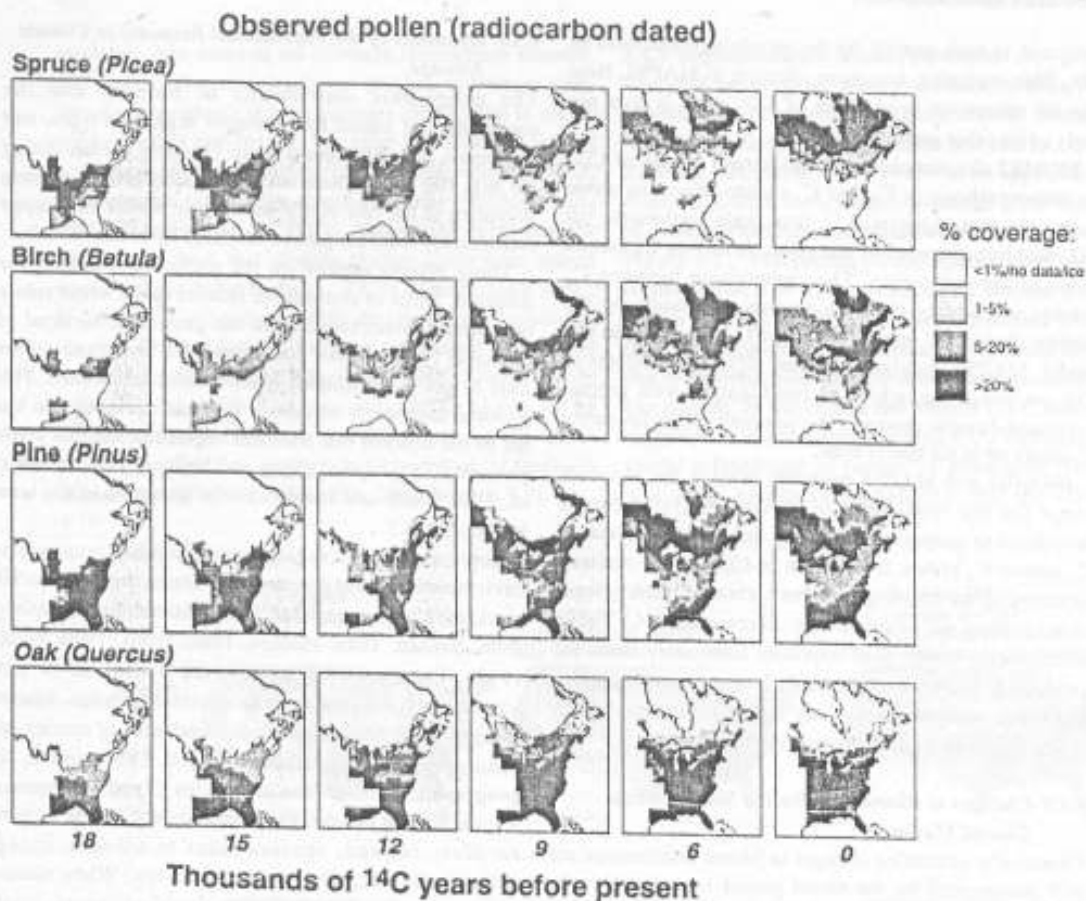 Observed pollen (radiocarbon dated)
Spruce (Picea)
Birch (Betula)
% coverage:
<1%/no data/ice
1-5%
5-20%
>20%
Pine (Pinus)
Oak (Quercus)
18 15 12 9 6 0
Thousands of ¹⁴C years before present